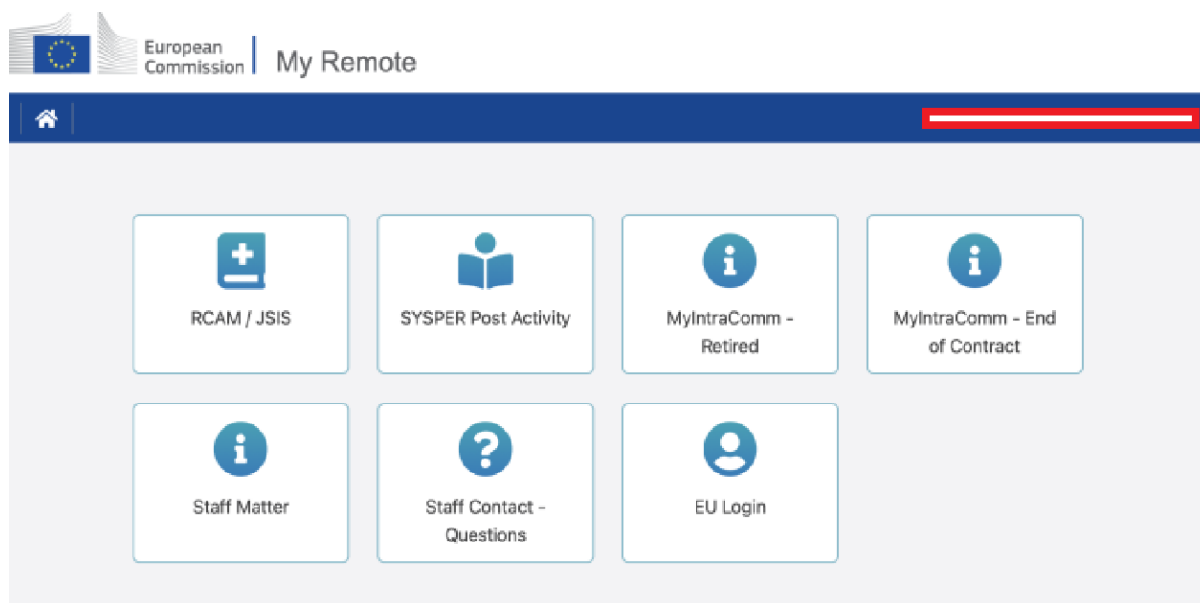 European
Commission
My Remote
RCAM / JSIS
SYSPER Post Activity
MyIntraComm -
Retired
MyIntraComm - End
of Contract
Staff Matter
Staff Contact -
Questions
EU Login